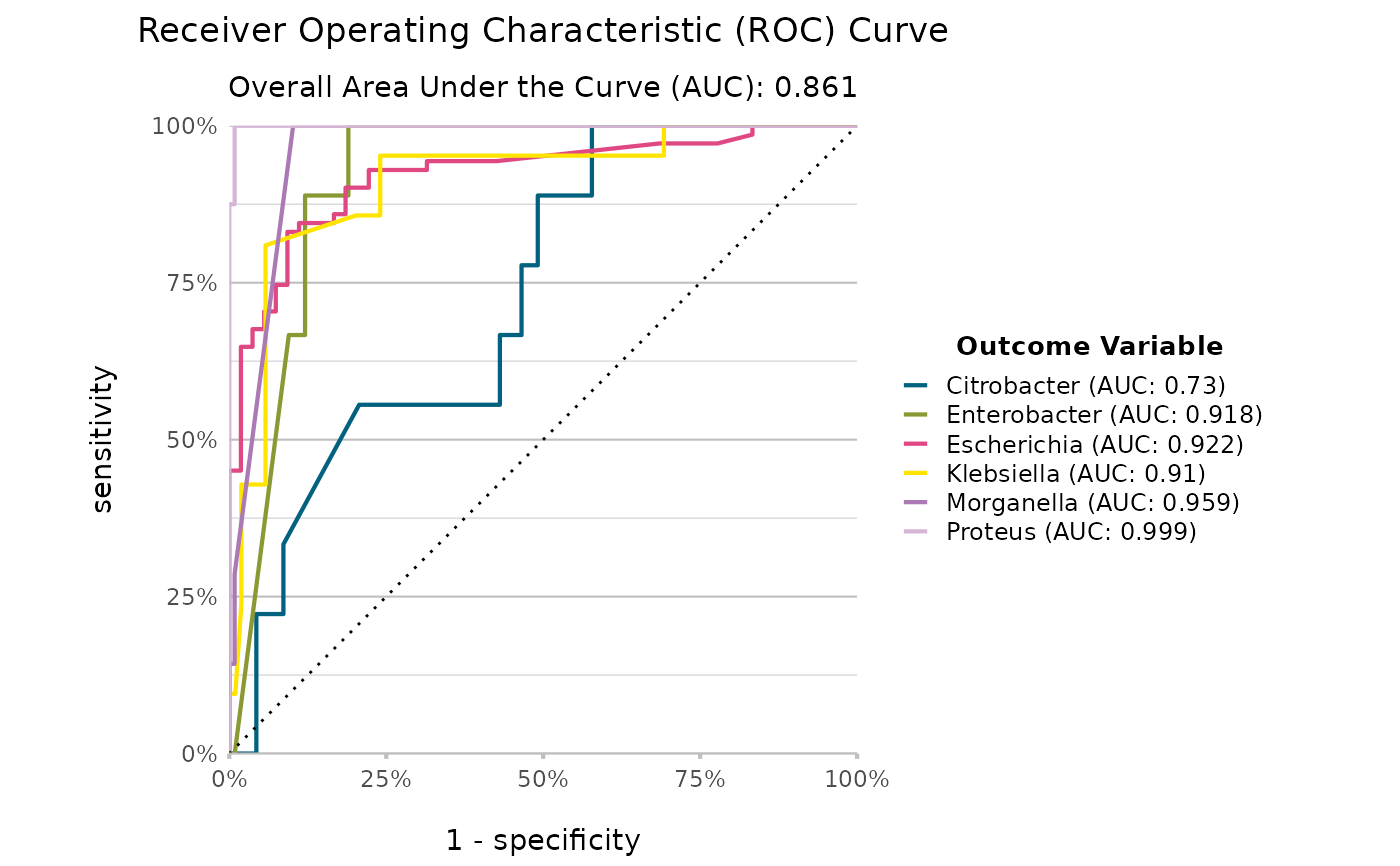 Receiver Operating Characteristic (ROC) Curve
Overall Area Under the Curve (AUC): 0.861
100%
75%
50%
25%
0%
sensitivity
0%
25%
50%
75%
100%
1 - specificity
Outcome Variable
Citrobacter (AUC: 0.73)
Enterobacter (AUC: 0.918)
Escherichia (AUC: 0.922)
Klebsiella (AUC: 0.91)
Morganella (AUC: 0.959)
Proteus (AUC: 0.999)